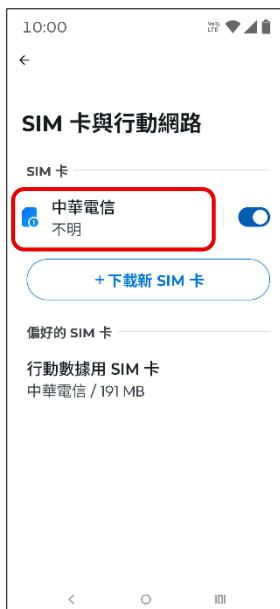 10:00
VoD LTE
SIM 卡與行動網路
SIM 卡
中華電信
不明
+下載新 SIM 卡
偏好的 SIM 卡
行動數據用 SIM 卡
中華電信 / 191 MB